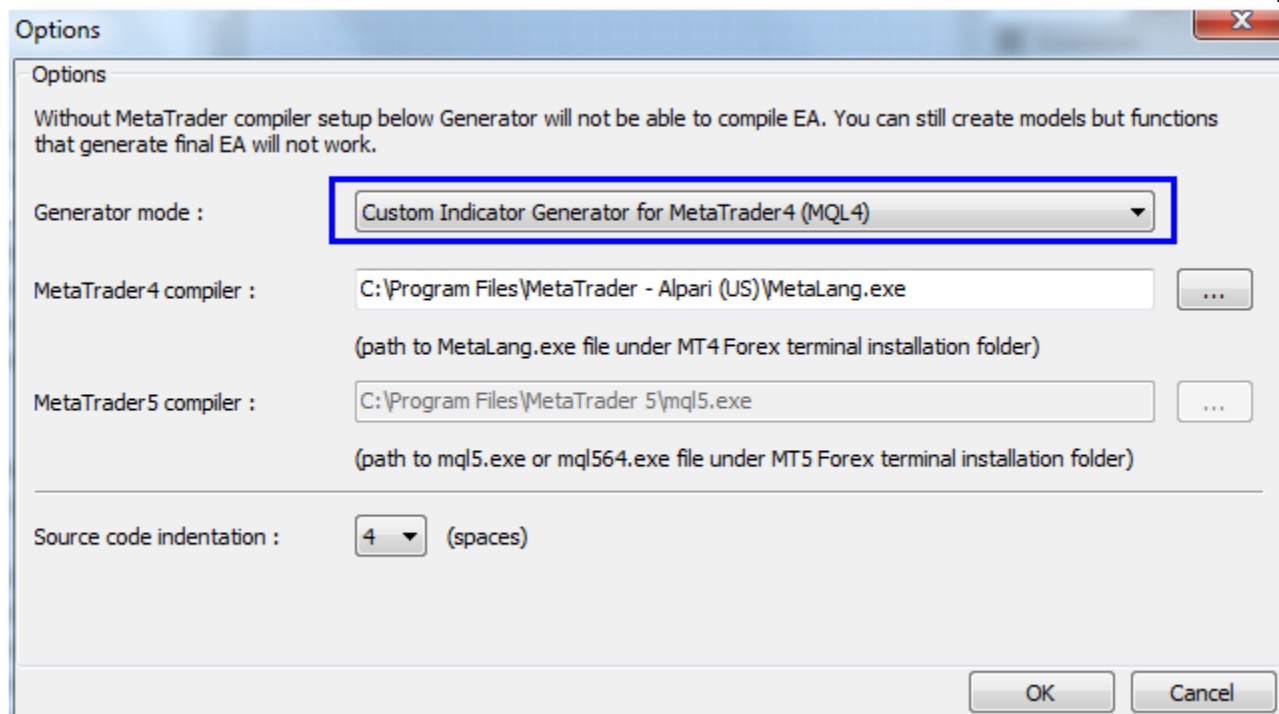 Options
Options
Without MetaTrader compiler setup below Generator will not be able to compile EA. You can still create models but functions
that generate final EA will not work.
Generator mode :
Custom Indicator Generator for MetaTrader4 (MQL4)
MetaTrader4 compiler :
C:\Program Files\MetaTrader - Alpari (US)\MetaLang.exe
...
(path to MetaLang.exe file under MT4 Forex terminal installation folder)
MetaTrader5 compiler :
C:\Program Files\MetaTrader 5\mql5.exe
...
(path to mql5.exe or mql564.exe file under MT5 Forex terminal installation folder)
Source code indentation :
4
(spaces)
OK
Cancel